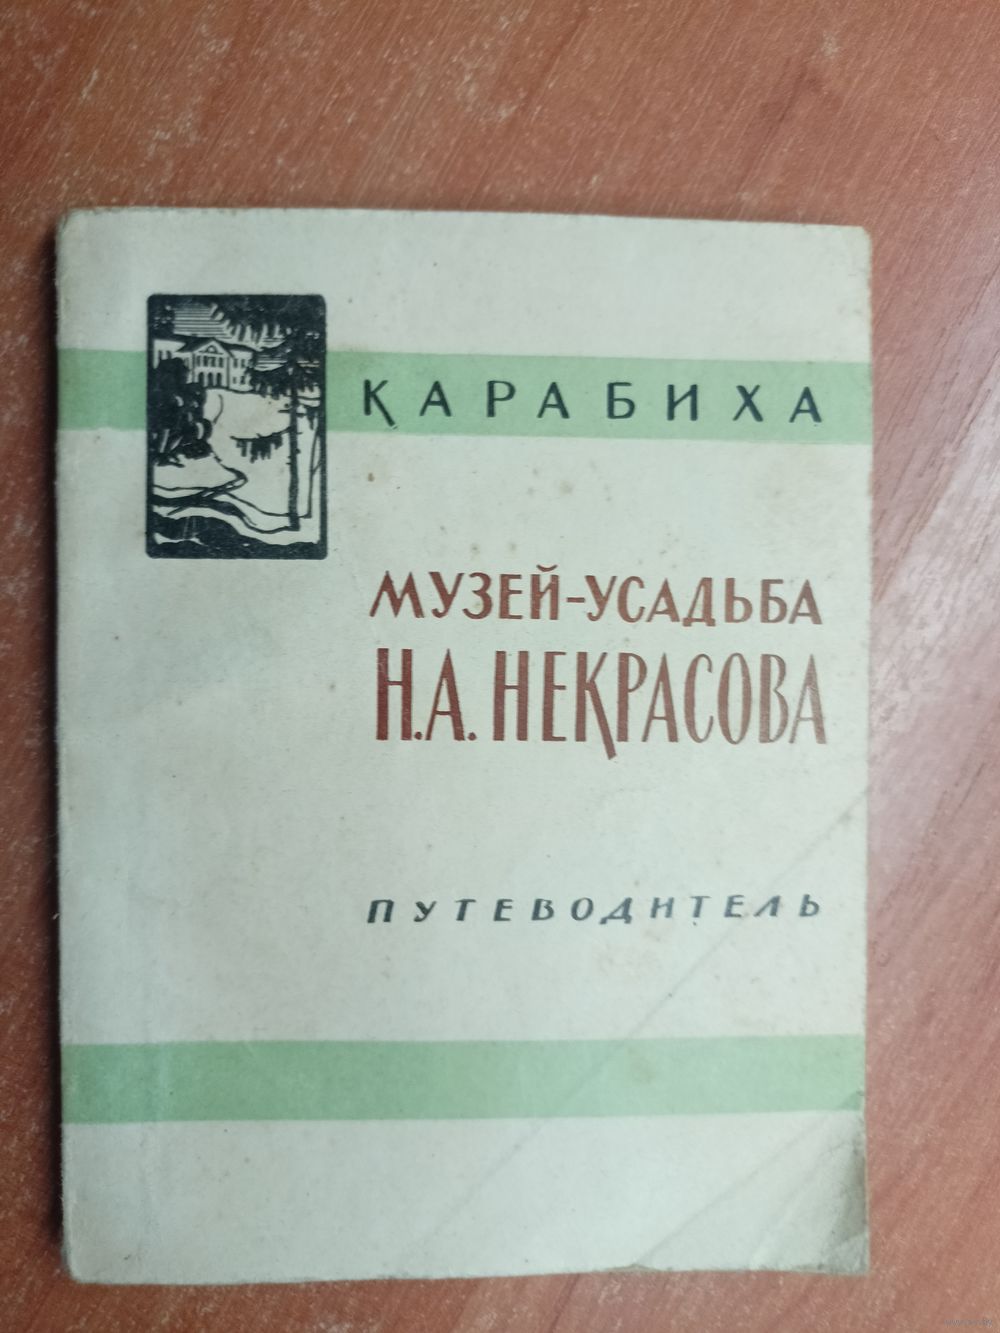 КАРАБИХА
МУЗЕЙ-УСАДЬБА
Н.А. НЕКРАСОВА
ПУТЕВОДИТЕЛЬ